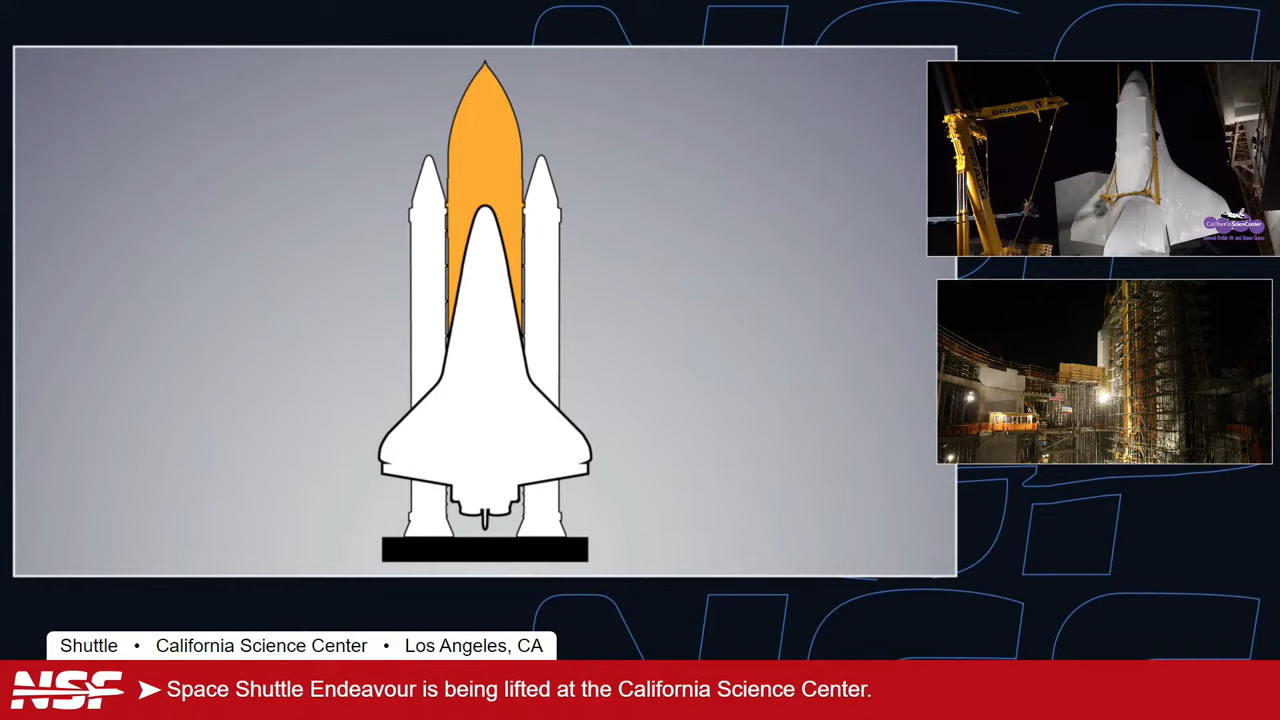 BRAGG
BRAGG
California ScienCenter
Shuttle • California Science Center • Los Angeles, CA
NSF
Space Shuttle Endeavour is being lifted at the California Science Center.